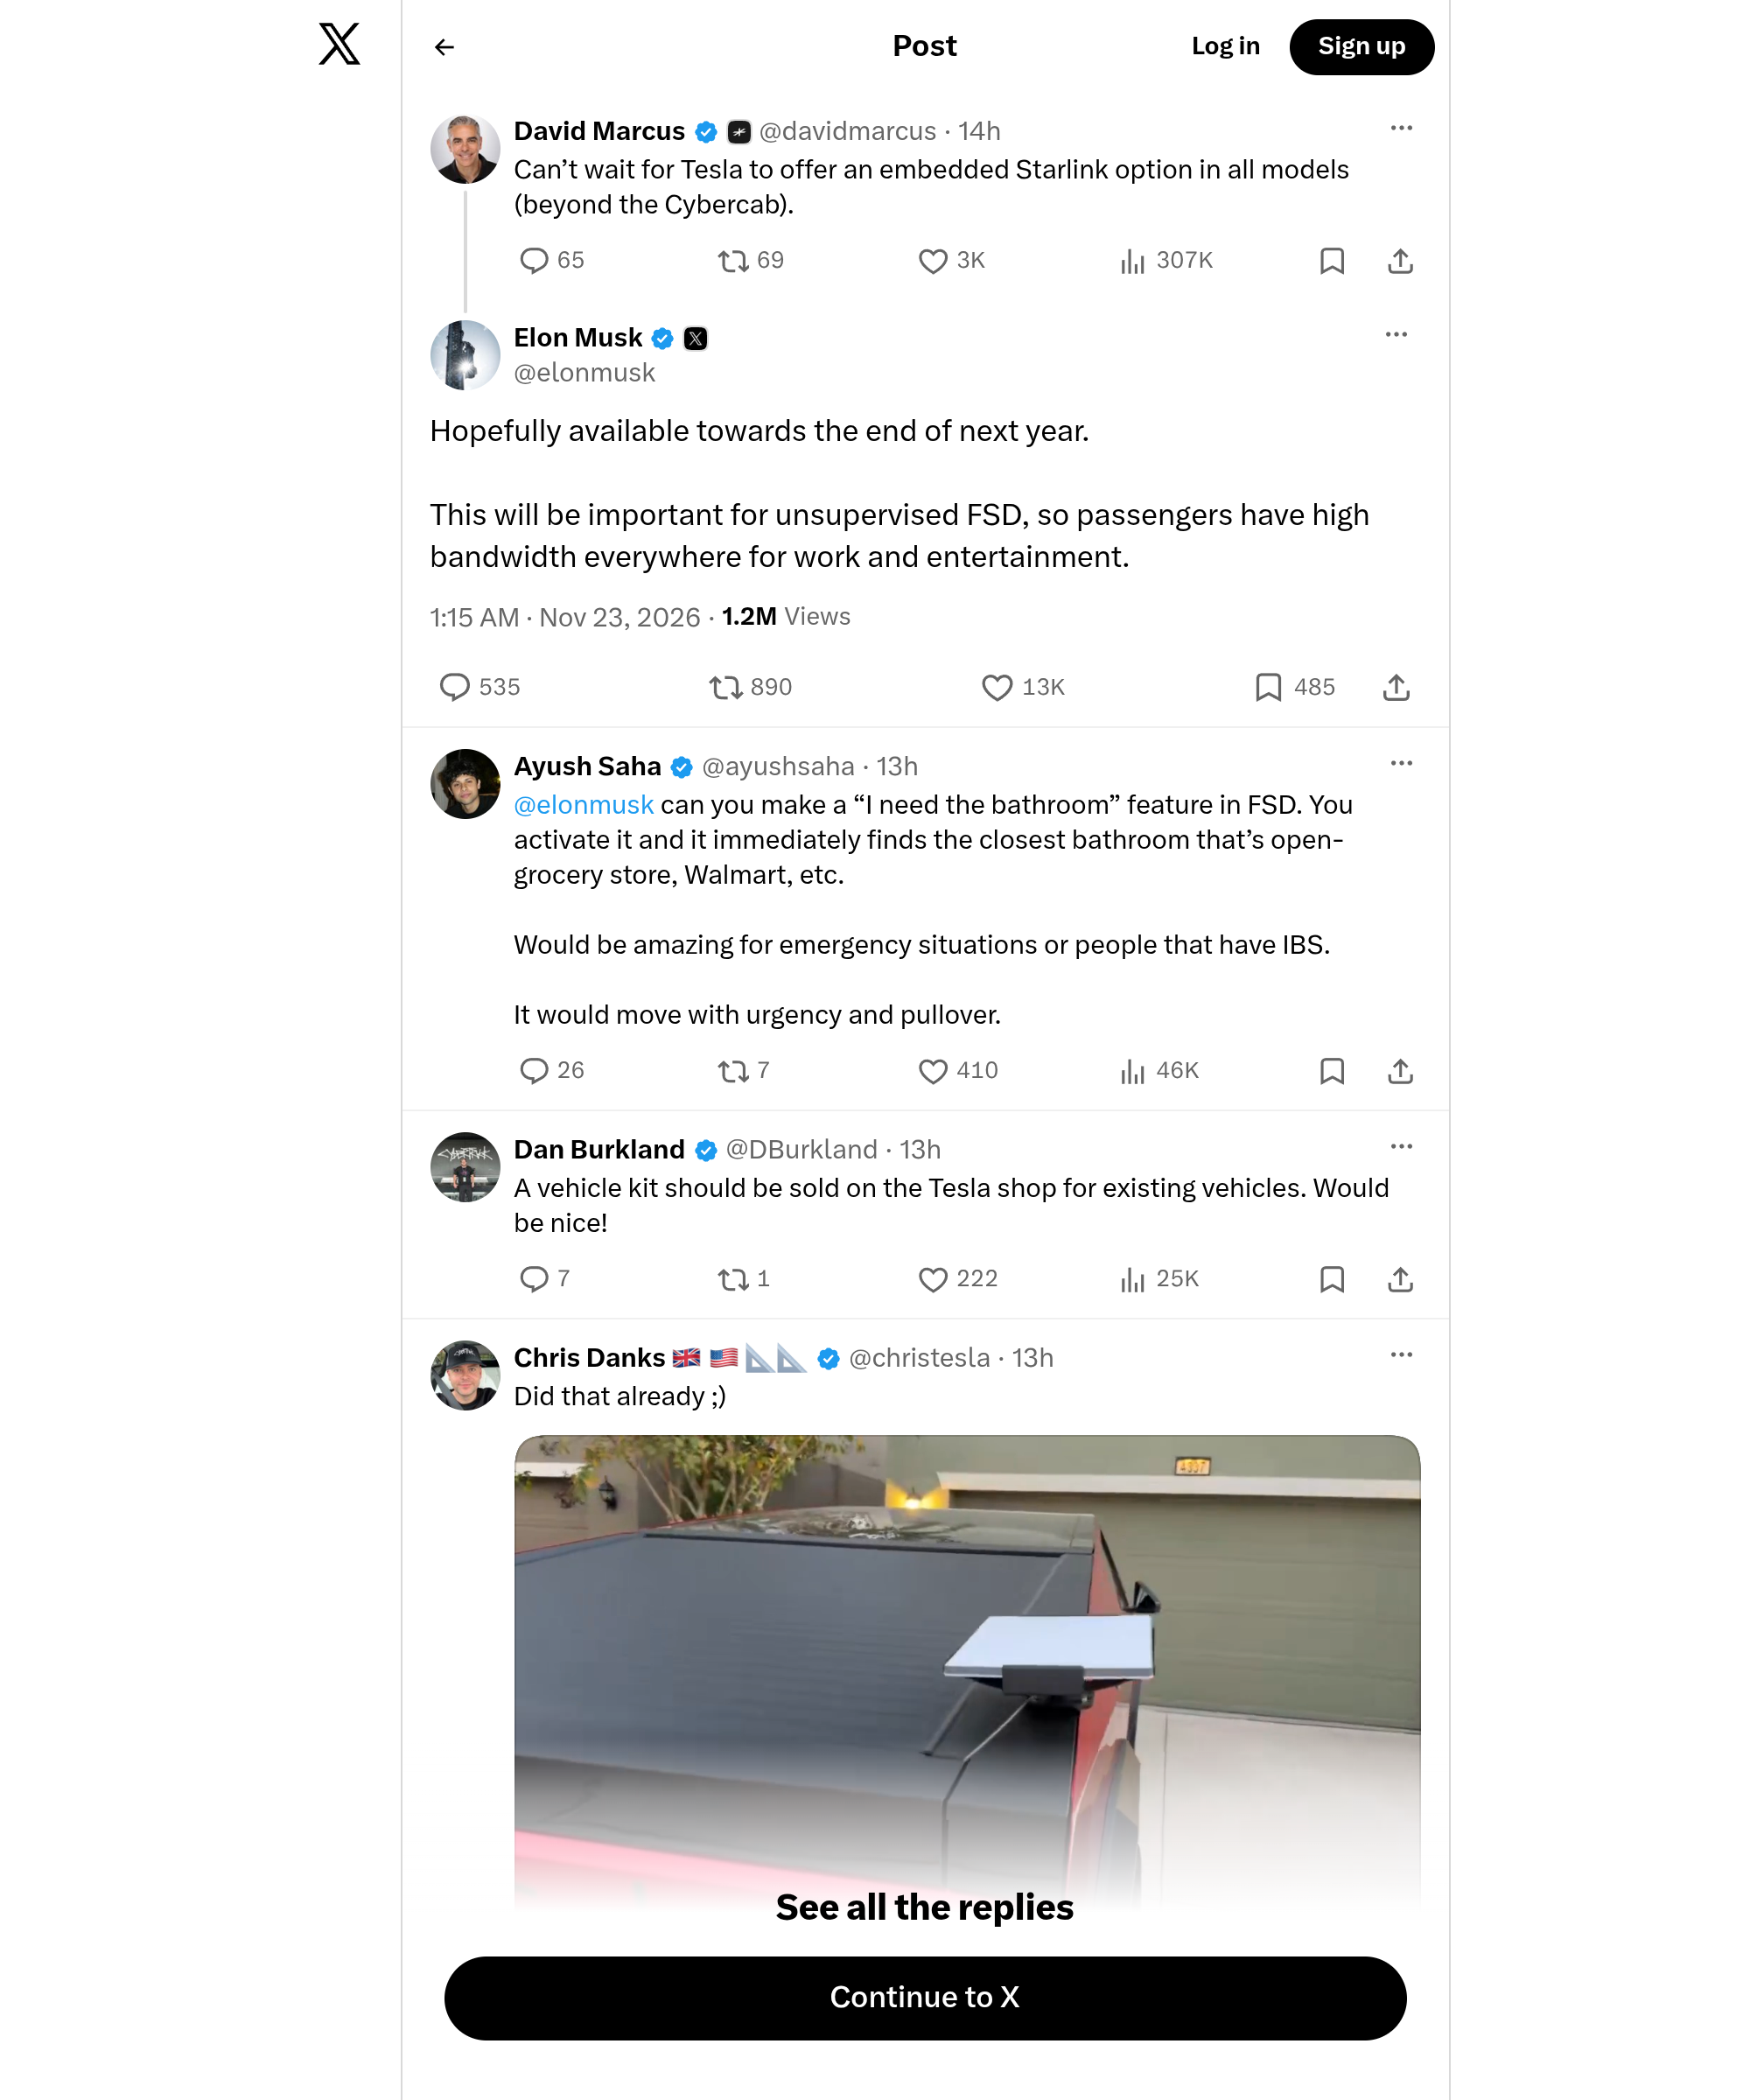 Post
Log in
Sign up
David Marcus @davidmarcus · 14h
Can’t wait for Tesla to offer an embedded Starlink option in all models
(beyond the Cybercab).
65 69 3K 307K
Elon Musk
@elonmusk
Hopefully available towards the end of next year.
This will be important for unsupervised FSD, so passengers have high
bandwidth everywhere for work and entertainment.
1:15 AM · Nov 23, 2026 · 1.2M Views
535 890 13K 485
Ayush Saha @ayushsaha · 13h
@elonmusk can you make a “I need the bathroom” feature in FSD. You
activate it and it immediately finds the closest bathroom that’s open-
grocery store, Walmart, etc.
Would be amazing for emergency situations or people that have IBS.
It would move with urgency and pullover.
26 7 410 46K
Dan Burkland @DBurkland · 13h
A vehicle kit should be sold on the Tesla shop for existing vehicles. Would
be nice!
7 1 222 25K
Chris Danks 🇬🇧 🇺🇸 📐📐 @christesla · 13h
Did that already ;)
See all the replies
Continue to X